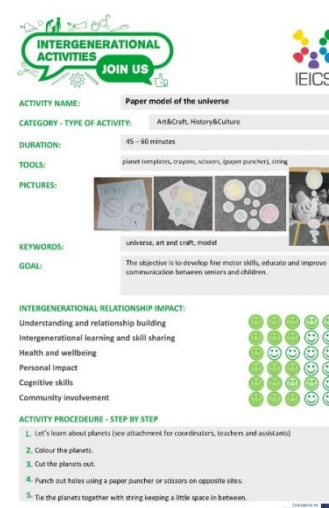 INTERGENERATIONAL
ACTIVITIES
JOIN US
IEICS
ACTIVITY NAME: Paper model of the universe
CATEGORY - TYPE OF ACTIVITY: Art&Craft, History&Culture
DURATION: 45 – 60 minutes
TOOLS: planet templates, crayons, scissors, (paper puncher), string
PICTURES:
KEYWORDS: universe, art and craft, model
GOAL: The objective is to develop fine motor skills, educate and improve
communication between seniors and children.
INTERGENERATIONAL RELATIONSHIP IMPACT:
Understanding and relationship building
Intergenerational learning and skill sharing
Health and wellbeing
Personal impact
Cognitive skills
Community involvement
ACTIVITY PROCEDEURE - STEP BY STEP
1. Let's learn about planets (see attachment for coordinators, teachers and assistants)
2. Colour the planets.
3. Cut the planets out.
4. Punch out holes using a paper puncher or scissors on opposite sites.
5. Tie the planets together with string keeping a little space in between.